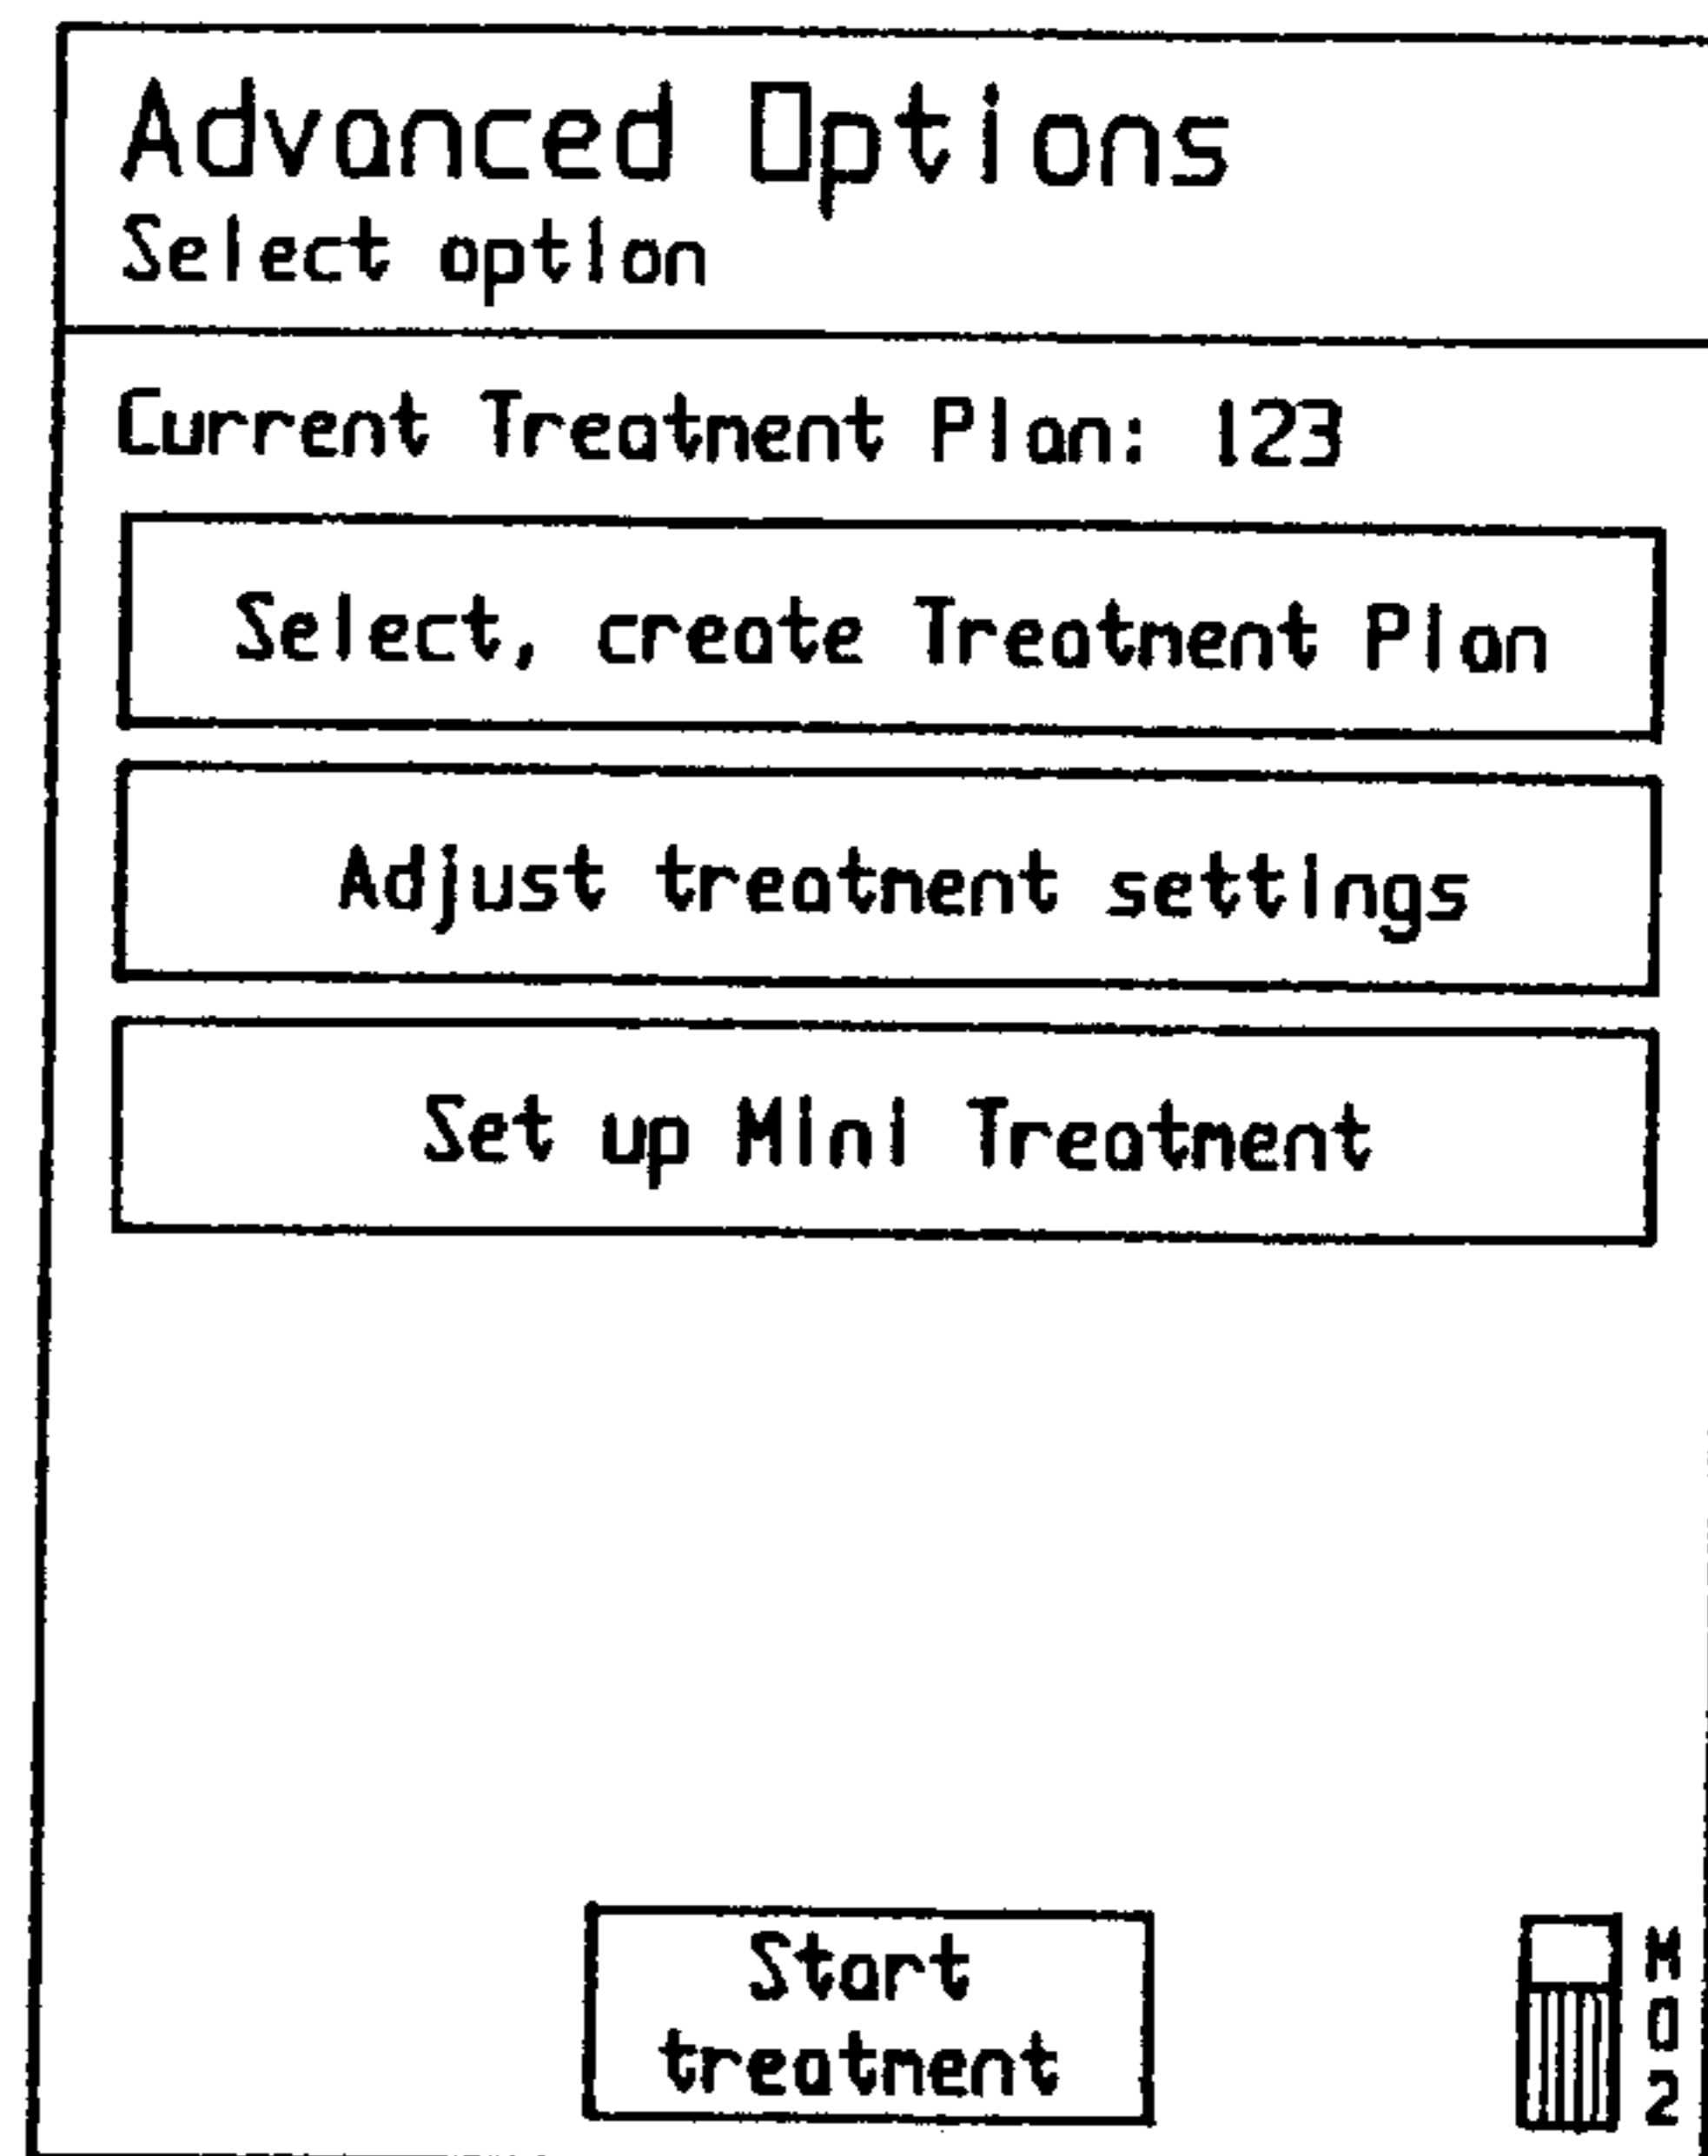 Advanced Options
Select option
Current Treatment Plan: 123
Select, create Treatment Plan
Adjust treatment settings
Set up Mini Treatment
Start
treatment
M
0
2